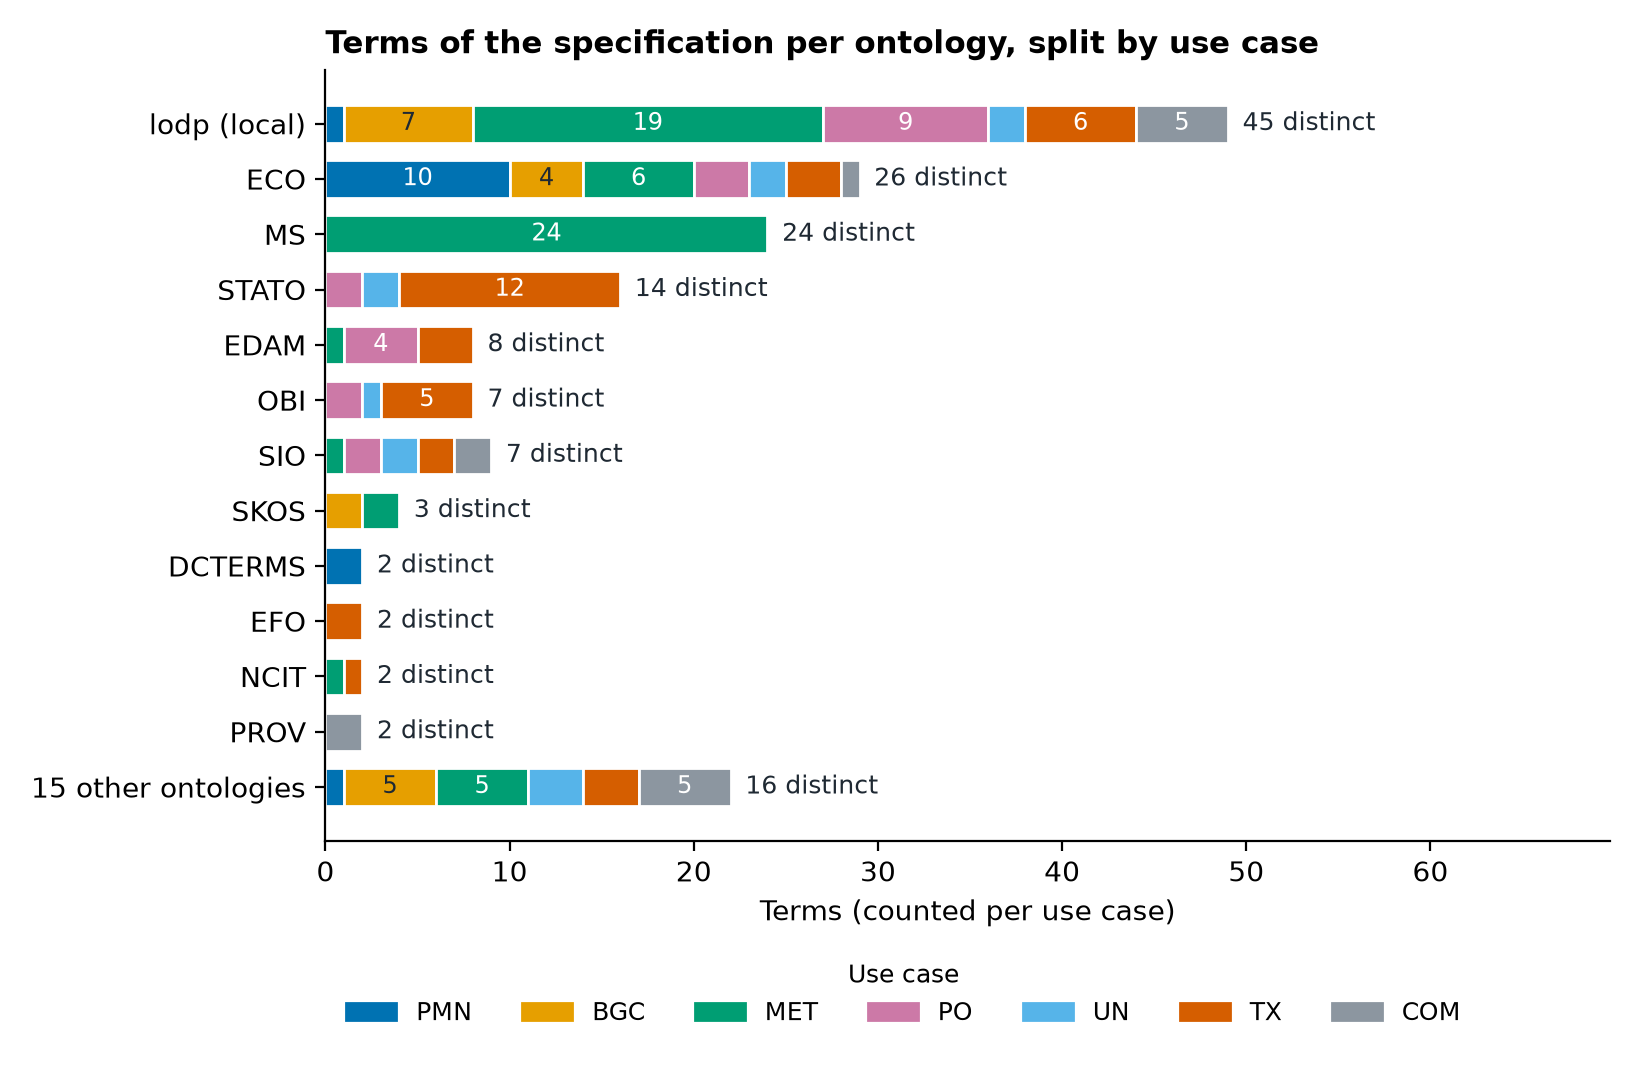 Terms of the specification per ontology, split by use case
lodp (local) 7 19 9 6 5 45 distinct
ECO 10 4 6 26 distinct
MS 24 24 distinct
STATO 12 14 distinct
EDAM 4 8 distinct
OBI 5 7 distinct
SIO 7 distinct
SKOS 3 distinct
DCTERMS 2 distinct
EFO 2 distinct
NCIT 2 distinct
PROV 2 distinct
15 other ontologies 5 5 5 16 distinct
0 10 20 30 40 50 60
Terms (counted per use case)
Use case
PMN BGC MET PO UN TX COM